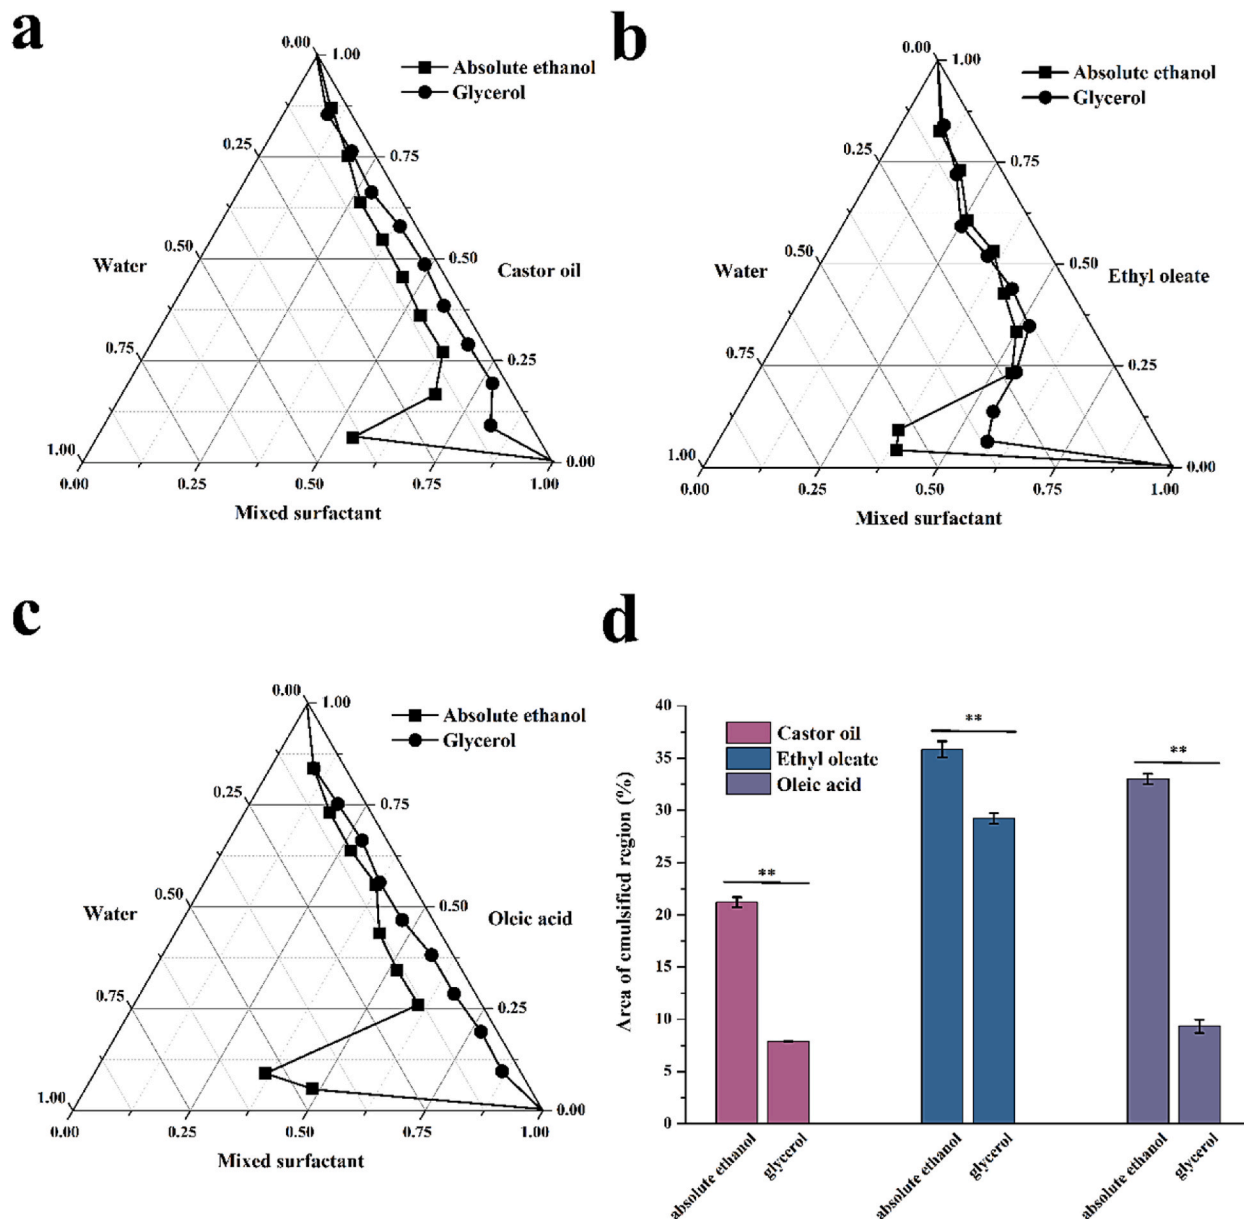 a
0.00
1.00
Absolute ethanol
Glycerol
0.25
0.75
0.50
0.50
Water
Castor oil
0.75
0.25
1.00
0.00
0.00 0.25 0.50 0.75 1.00
Mixed surfactant
b
0.00
1.00
Absolute ethanol
Glycerol
0.25
0.75
0.50
0.50
Water
Ethyl oleate
0.75
0.25
1.00
0.00
0.00 0.25 0.50 0.75 1.00
Mixed surfactant
c
0.00
1.00
Absolute ethanol
Glycerol
0.25
0.75
0.50
0.50
Water
Oleic acid
0.75
0.25
1.00
0.00
0.00 0.25 0.50 0.75 1.00
Mixed surfactant
d
Area of emulsified region (%)
40
35
30
25
20
15
10
5
0
Castor oil
Ethyl oleate
Oleic acid
**
**
**
absolute ethanol
glycerol
absolute ethanol
glycerol
absolute ethanol
glycerol